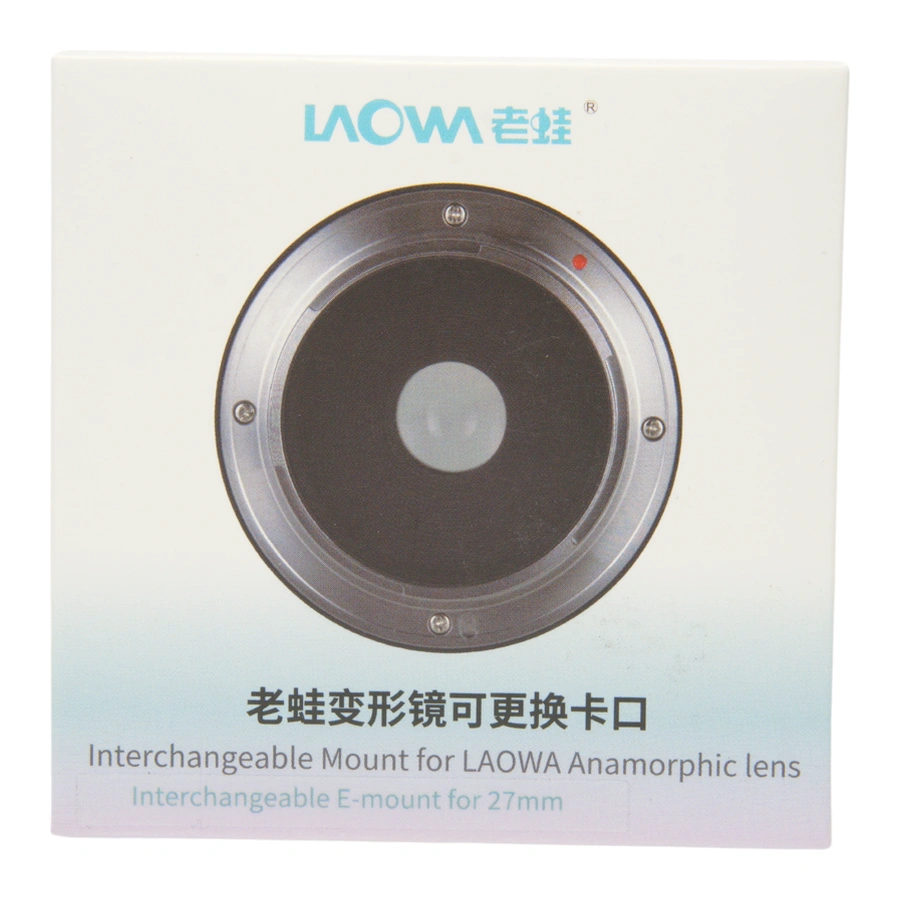 LAOWA 老蛙®
老蛙变形镜可更换卡口
Interchangeable Mount for LAOWA Anamorphic lens
Interchangeable E-mount for 27mm